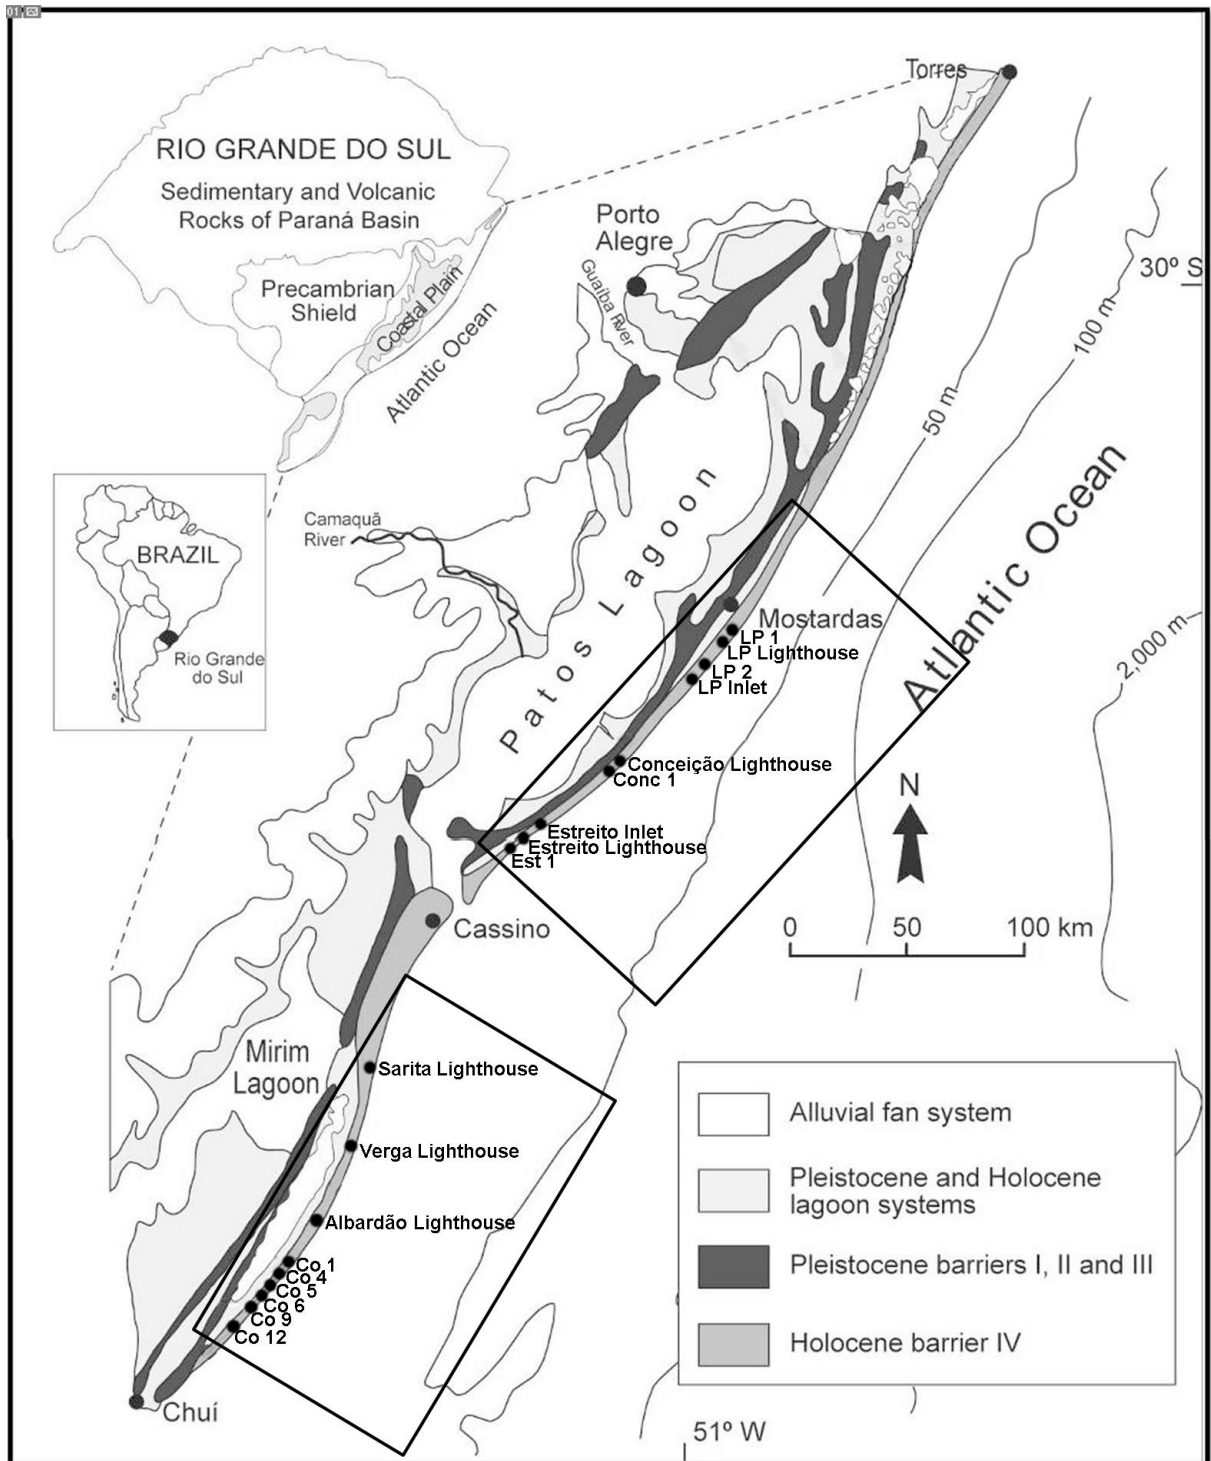 01
Torres
RIO GRANDE DO SUL
Sedimentary and Volcanic
Rocks of Paraná Basin
Precambrian
Shield
Coastal Plain
Atlantic Ocean
Porto
Alegre
Guaíba River
30º S
100 m
50 m
Atlantic Ocean
2,000 m
Camaquã
River
BRAZIL
Rio Grande
do Sul
Patos Lagoon
Mostardas
LP 1
LP Lighthouse
LP 2
LP Inlet
Conceição Lighthouse
Conc 1
Estreito Inlet
Estreito Lighthouse
Est 1
N
0 50 100 km
Cassino
Mirim
Lagoon
Sarita Lighthouse
Verga Lighthouse
Albardão Lighthouse
Co 1
Co 4
Co 5
Co 6
Co 9
Co 12
Chuí
Alluvial fan system
Pleistocene and Holocene
lagoon systems
Pleistocene barriers I, II and III
Holocene barrier IV
51º W